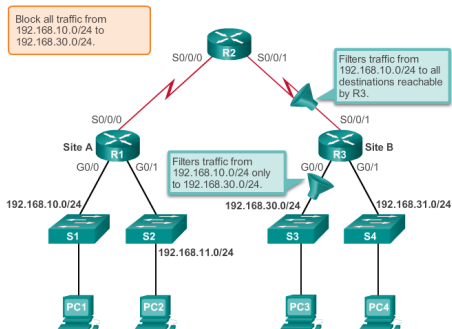 Block all traffic from
192.168.10.0/24 to
192.168.30.0/24.
R2
S0/0/0
S0/0/1
Filters traffic from
192.168.10.0/24 to all
destinations reachable
by R3.
S0/0/0
S0/0/1
Site A
R1
Site B
R3
G0/0
G0/1
Filters traffic from
192.168.10.0/24 only
to 192.168.30.0/24.
G0/0
G0/1
192.168.10.0/24
192.168.30.0/24
192.168.31.0/24
S1
S2
S3
S4
192.168.11.0/24
PC1
PC2
PC3
PC4